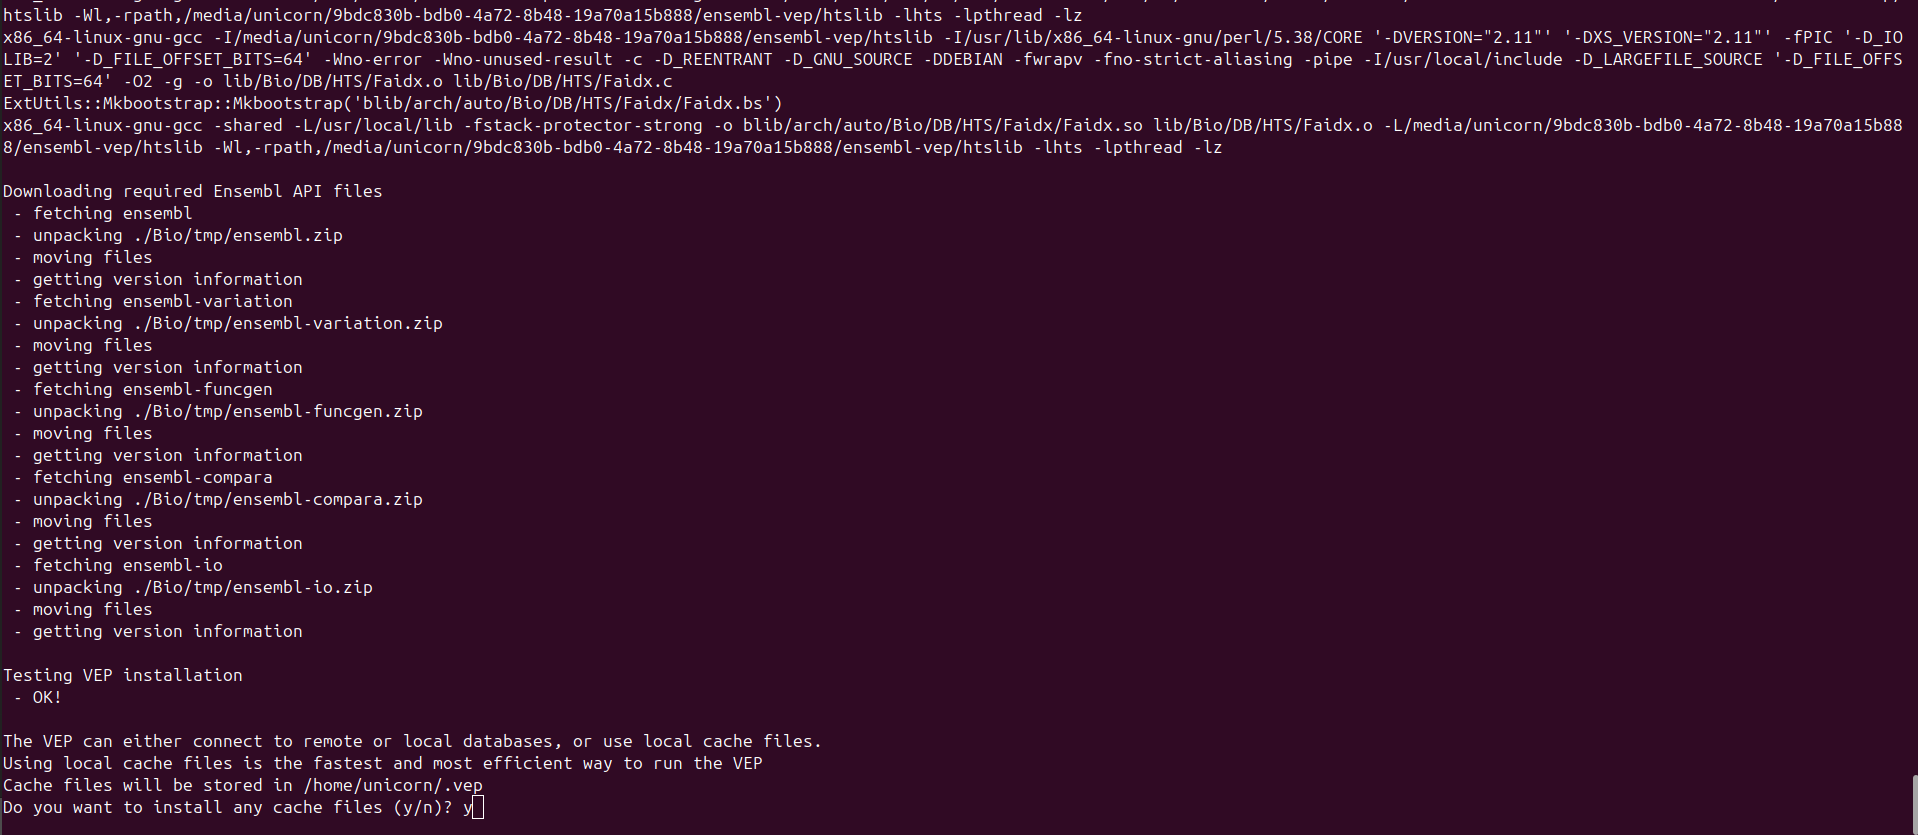 htslib -Wl,-rpath,/media/unicorn/9bdc830b-bdb0-4a72-8b48-19a70a15b888/ensembl-vep/htslib -lhts -lpthread -lz
x86_64-linux-gnu-gcc -I/media/unicorn/9bdc830b-bdb0-4a72-8b48-19a70a15b888/ensembl-vep/htslib -I/usr/lib/x86_64-linux-gnu/perl/5.38/CORE '-DVERSION="2.11"' '-DXS_VERSION="2.11"' -fPIC '-D_IO
LIB=2' '-D_FILE_OFFSET_BITS=64' -Wno-error -Wno-unused-result -c -D_REENTRANT -D_GNU_SOURCE -DDEBIAN -fwrapv -fno-strict-aliasing -pipe -I/usr/local/include -D_LARGEFILE_SOURCE '-D_FILE_OFFS
ET_BITS=64' -O2 -g -o lib/Bio/DB/HTS/Faidx.o lib/Bio/DB/HTS/Faidx.c
ExtUtils::Mkbootstrap::Mkbootstrap('blib/arch/auto/Bio/DB/HTS/Faidx/Faidx.bs')
x86_64-linux-gnu-gcc -shared -L/usr/local/lib -fstack-protector-strong -o blib/arch/auto/Bio/DB/HTS/Faidx/Faidx.so lib/Bio/DB/HTS/Faidx.o -L/media/unicorn/9bdc830b-bdb0-4a72-8b48-19a70a15b88
8/ensembl-vep/htslib -Wl,-rpath,/media/unicorn/9bdc830b-bdb0-4a72-8b48-19a70a15b888/ensembl-vep/htslib -lhts -lpthread -lz
Downloading required Ensembl API files
- fetching ensembl
- unpacking ./Bio/tmp/ensembl.zip
- moving files
- getting version information
- fetching ensembl-variation
- unpacking ./Bio/tmp/ensembl-variation.zip
- moving files
- getting version information
- fetching ensembl-funcgen
- unpacking ./Bio/tmp/ensembl-funcgen.zip
- moving files
- getting version information
- fetching ensembl-compara
- unpacking ./Bio/tmp/ensembl-compara.zip
- moving files
- getting version information
- fetching ensembl-io
- unpacking ./Bio/tmp/ensembl-io.zip
- moving files
- getting version information
Testing VEP installation
- OK!
The VEP can either connect to remote or local databases, or use local cache files.
Using local cache files is the fastest and most efficient way to run the VEP
Cache files will be stored in /home/unicorn/.vep
Do you want to install any cache files (y/n)? y